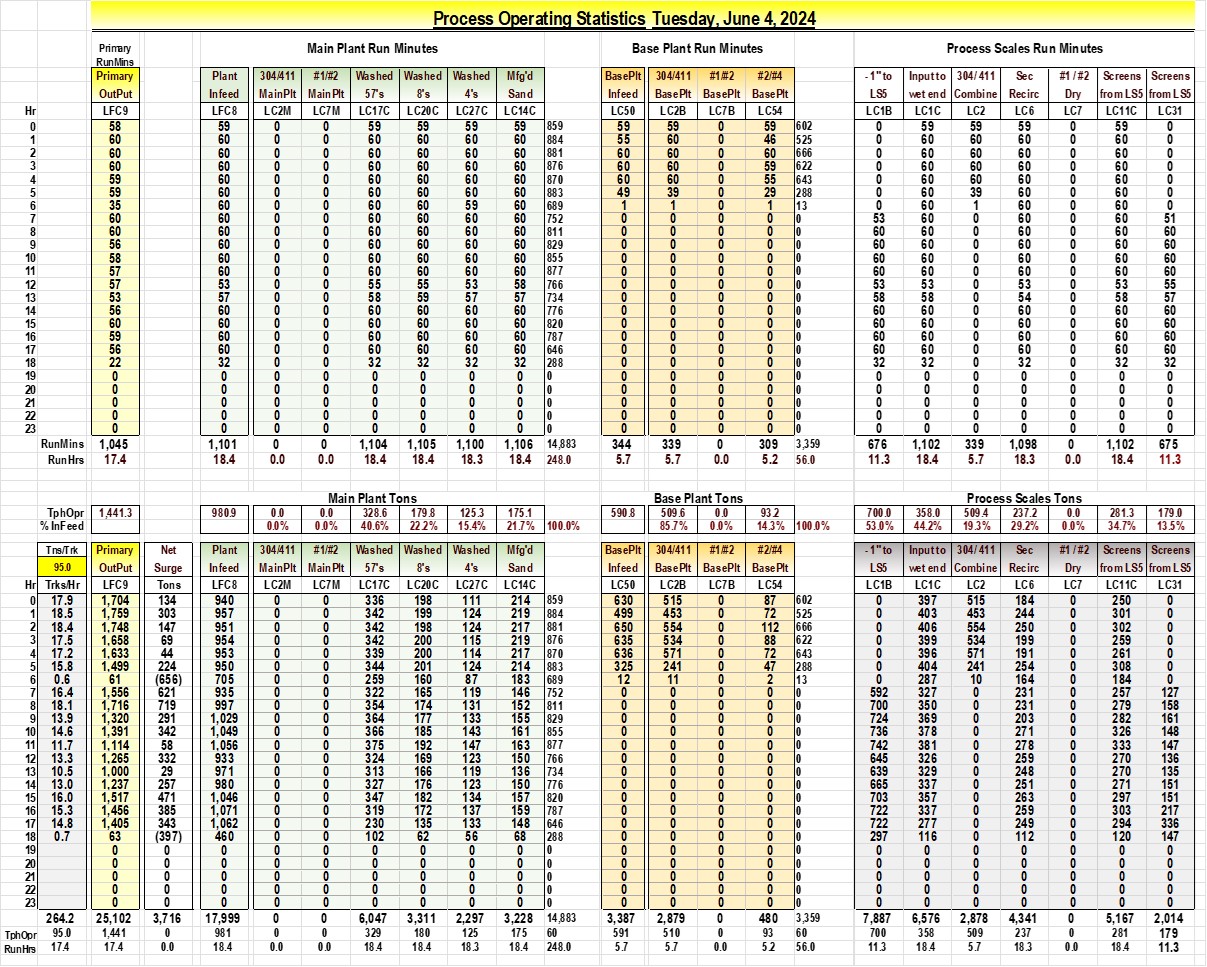 Process Operating Statistics Tuesday, June 4, 2024
Primary Main Plant Run Minutes Base Plant Run Minutes Process Scales Run Minutes
RunMins
Primary Plant 304/411 #1/#2 Washed Washed Washed Mfg'd BasePlt 304/411 #1/#2 #2/#4 - 1" to Input to 304/ 411 Sec #1 / #2 Screens Screens
OutPut Infeed MainPlt MainPlt 57's 8's 4's Sand Infeed BasePlt BasePlt BasePlt LS5 wet end Combine Recirc Dry from LS5 from LS5
Hr LFC9 LFC8 LC2M LC7M LC17C LC20C LC27C LC14C LC50 LC2B LC7B LC54 LC1B LC1C LC2 LC6 LC7 LC11C LC31
0 58 59 0 0 59 59 59 59 859 59 59 0 59 602 0 59 59 59 0 59 0
1 60 60 0 0 60 60 60 60 884 55 60 0 46 525 0 60 60 60 0 60 0
2 60 60 0 0 60 60 60 60 881 60 60 0 60 666 0 60 60 60 0 60 0
3 60 60 0 0 60 60 60 60 876 60 60 0 59 622 0 60 60 60 0 60 0
4 59 60 0 0 60 60 60 60 870 60 60 0 55 643 0 60 60 60 0 60 0
5 59 60 0 0 60 60 60 60 883 49 39 0 29 288 0 60 39 60 0 60 0
6 35 60 0 0 60 60 59 60 689 1 1 0 1 13 0 60 1 60 0 60 0
7 60 60 0 0 60 60 60 60 752 0 0 0 0 0 53 60 0 60 0 60 51
8 60 60 0 0 60 60 60 60 811 0 0 0 0 0 60 60 0 60 0 60 60
9 56 60 0 0 60 60 60 60 829 0 0 0 0 0 60 60 0 60 0 60 60
10 58 60 0 0 60 60 60 60 855 0 0 0 0 0 60 60 0 60 0 60 60
11 57 60 0 0 60 60 60 60 877 0 0 0 0 0 60 60 0 60 0 60 60
12 57 53 0 0 55 55 53 58 766 0 0 0 0 0 53 53 0 53 0 53 55
13 53 57 0 0 58 59 57 57 734 0 0 0 0 0 58 58 0 54 0 58 57
14 56 60 0 0 60 60 60 60 776 0 0 0 0 0 60 60 0 60 0 60 60
15 60 60 0 0 60 60 60 60 820 0 0 0 0 0 60 60 0 60 0 60 60
16 59 60 0 0 60 60 60 60 787 0 0 0 0 0 60 60 0 60 0 60 60
17 56 60 0 0 60 60 60 60 646 0 0 0 0 0 60 60 0 60 0 60 60
18 22 32 0 0 32 32 32 32 288 0 0 0 0 0 32 32 0 32 0 32 32
19 0 0 0 0 0 0 0 0 0 0 0 0 0 0 0 0 0 0 0 0 0
20 0 0 0 0 0 0 0 0 0 0 0 0 0 0 0 0 0 0 0 0 0
21 0 0 0 0 0 0 0 0 0 0 0 0 0 0 0 0 0 0 0 0 0
22 0 0 0 0 0 0 0 0 0 0 0 0 0 0 0 0 0 0 0 0 0
23 0 0 0 0 0 0 0 0 0 0 0 0 0 0 0 0 0 0 0 0 0
RunMins 1,045 1,101 0 0 1,104 1,105 1,100 1,106 14,883 344 339 0 309 3,359 676 1,102 339 1,098 0 1,102 675
Run Hrs 17.4 18.4 0.0 0.0 18.4 18.4 18.3 18.4 248.0 5.7 5.7 0.0 5.2 56.0 11.3 18.4 5.7 18.3 0.0 18.4 11.3
Main Plant Tons Base Plant Tons Process Scales Tons
TphOpr 1,441.3 980.9 0.0 0.0 328.6 179.8 125.3 175.1 590.8 509.6 0.0 93.2 700.0 358.0 509.4 237.2 0.0 281.3 179.0
% InFeed 0.0% 0.0% 40.6% 22.2% 15.4% 21.7% 100.0% 85.7% 0.0% 14.3% 100.0% 53.0% 44.2% 19.3% 29.2% 0.0% 34.7% 13.5%
Tns/Trk Primary Net Plant 304/411 #1/#2 Washed Washed Washed Mfg'd BasePlt 304/411 #1/#2 #2/#4 - 1" to Input to 304/ 411 Sec #1 / #2 Screens Screens
95.0 OutPut Surge Infeed MainPlt MainPlt 57's 8's 4's Sand Infeed BasePlt BasePlt BasePlt LS5 wet end Combine Recirc Dry from LS5 from LS5
Hr Trks/Hr LFC9 Tons LFC8 LC2M LC7M LC17C LC20C LC27C LC14C LC50 LC2B LC7B LC54 LC1B LC1C LC2 LC6 LC7 LC11C LC31
0 17.9 1,704 134 940 0 0 336 198 111 214 859 630 515 0 87 602 0 397 515 184 0 250 0
1 18.5 1,759 303 957 0 0 342 199 124 219 884 499 453 0 72 525 0 403 453 244 0 301 0
2 18.4 1,748 147 951 0 0 342 198 124 217 881 650 554 0 112 666 0 406 554 250 0 302 0
3 17.5 1,658 69 954 0 0 342 200 115 219 876 635 534 0 88 622 0 399 534 199 0 259 0
4 17.2 1,633 44 953 0 0 339 200 114 217 870 636 571 0 72 643 0 396 571 191 0 261 0
5 15.8 1,499 224 950 0 0 344 201 124 214 883 325 241 0 47 288 0 404 241 254 0 308 0
6 0.6 61 (656) 705 0 0 259 160 87 183 689 12 11 0 2 13 0 287 10 164 0 184 0
7 16.4 1,556 621 935 0 0 322 165 119 146 752 0 0 0 0 0 592 327 0 231 0 257 127
8 18.1 1,716 719 997 0 0 354 174 131 152 811 0 0 0 0 0 700 350 0 231 0 279 158
9 13.9 1,320 291 1,029 0 0 364 177 133 155 829 0 0 0 0 0 724 369 0 203 0 282 161
10 14.6 1,391 342 1,049 0 0 366 185 143 161 855 0 0 0 0 0 736 378 0 271 0 326 148
11 11.7 1,114 58 1,056 0 0 375 192 147 163 877 0 0 0 0 0 742 381 0 278 0 333 147
12 13.3 1,265 332 933 0 0 324 169 123 150 766 0 0 0 0 0 645 326 0 259 0 270 136
13 10.5 1,000 29 971 0 0 313 166 119 136 734 0 0 0 0 0 639 329 0 248 0 270 135
14 13.0 1,237 257 980 0 0 327 176 123 150 776 0 0 0 0 0 665 337 0 251 0 271 151
15 16.0 1,517 471 1,046 0 0 347 182 134 157 820 0 0 0 0 0 703 357 0 263 0 297 151
16 15.3 1,456 385 1,071 0 0 319 172 137 159 787 0 0 0 0 0 722 337 0 259 0 303 217
17 14.8 1,405 343 1,062 0 0 230 135 133 148 646 0 0 0 0 0 722 277 0 249 0 294 336
18 0.7 63 (397) 460 0 0 102 62 56 68 288 0 0 0 0 0 297 116 0 112 0 120 147
19 0 0 0 0 0 0 0 0 0 0 0 0 0 0 0 0 0 0 0 0 0 0
20 0 0 0 0 0 0 0 0 0 0 0 0 0 0 0 0 0 0 0 0 0 0
21 0 0 0 0 0 0 0 0 0 0 0 0 0 0 0 0 0 0 0 0 0 0
22 0 0 0 0 0 0 0 0 0 0 0 0 0 0 0 0 0 0 0 0 0 0
23 0 0 0 0 0 0 0 0 0 0 0 0 0 0 0 0 0 0 0 0 0 0
264.2 25,102 3,716 17,999 0 0 6,047 3,311 2,297 3,228 14,883 3,387 2,879 0 480 3,359 7,887 6,576 2,878 4,341 0 5,167 2,014
TphOpr 95.0 1,441 0 981 0 0 329 180 125 175 60 591 510 0 93 60 700 358 509 237 0 281 179
RunHrs 17.4 17.4 0.0 18.4 0.0 0.0 18.4 18.4 18.3 18.4 248.0 5.7 5.7 0.0 5.2 56.0 11.3 18.4 5.7 18.3 0.0 18.4 11.3